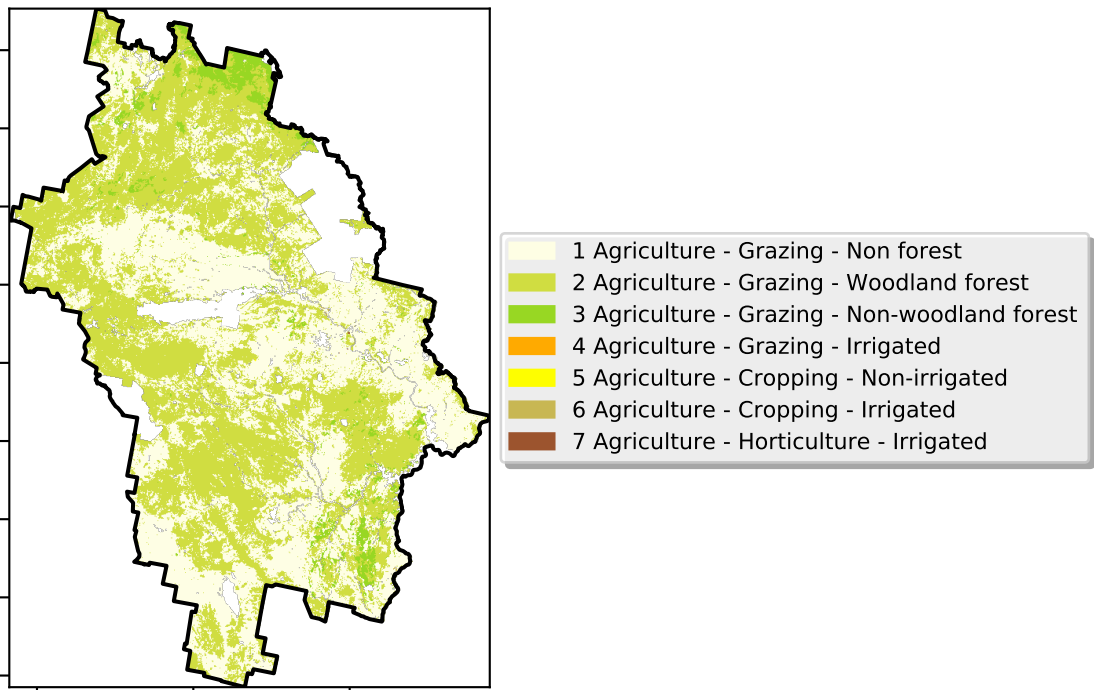 1 Agriculture - Grazing - Non forest
2 Agriculture - Grazing - Woodland forest
3 Agriculture - Grazing - Non-woodland forest
4 Agriculture - Grazing - Irrigated
5 Agriculture - Cropping - Non-irrigated
6 Agriculture - Cropping - Irrigated
7 Agriculture - Horticulture - Irrigated